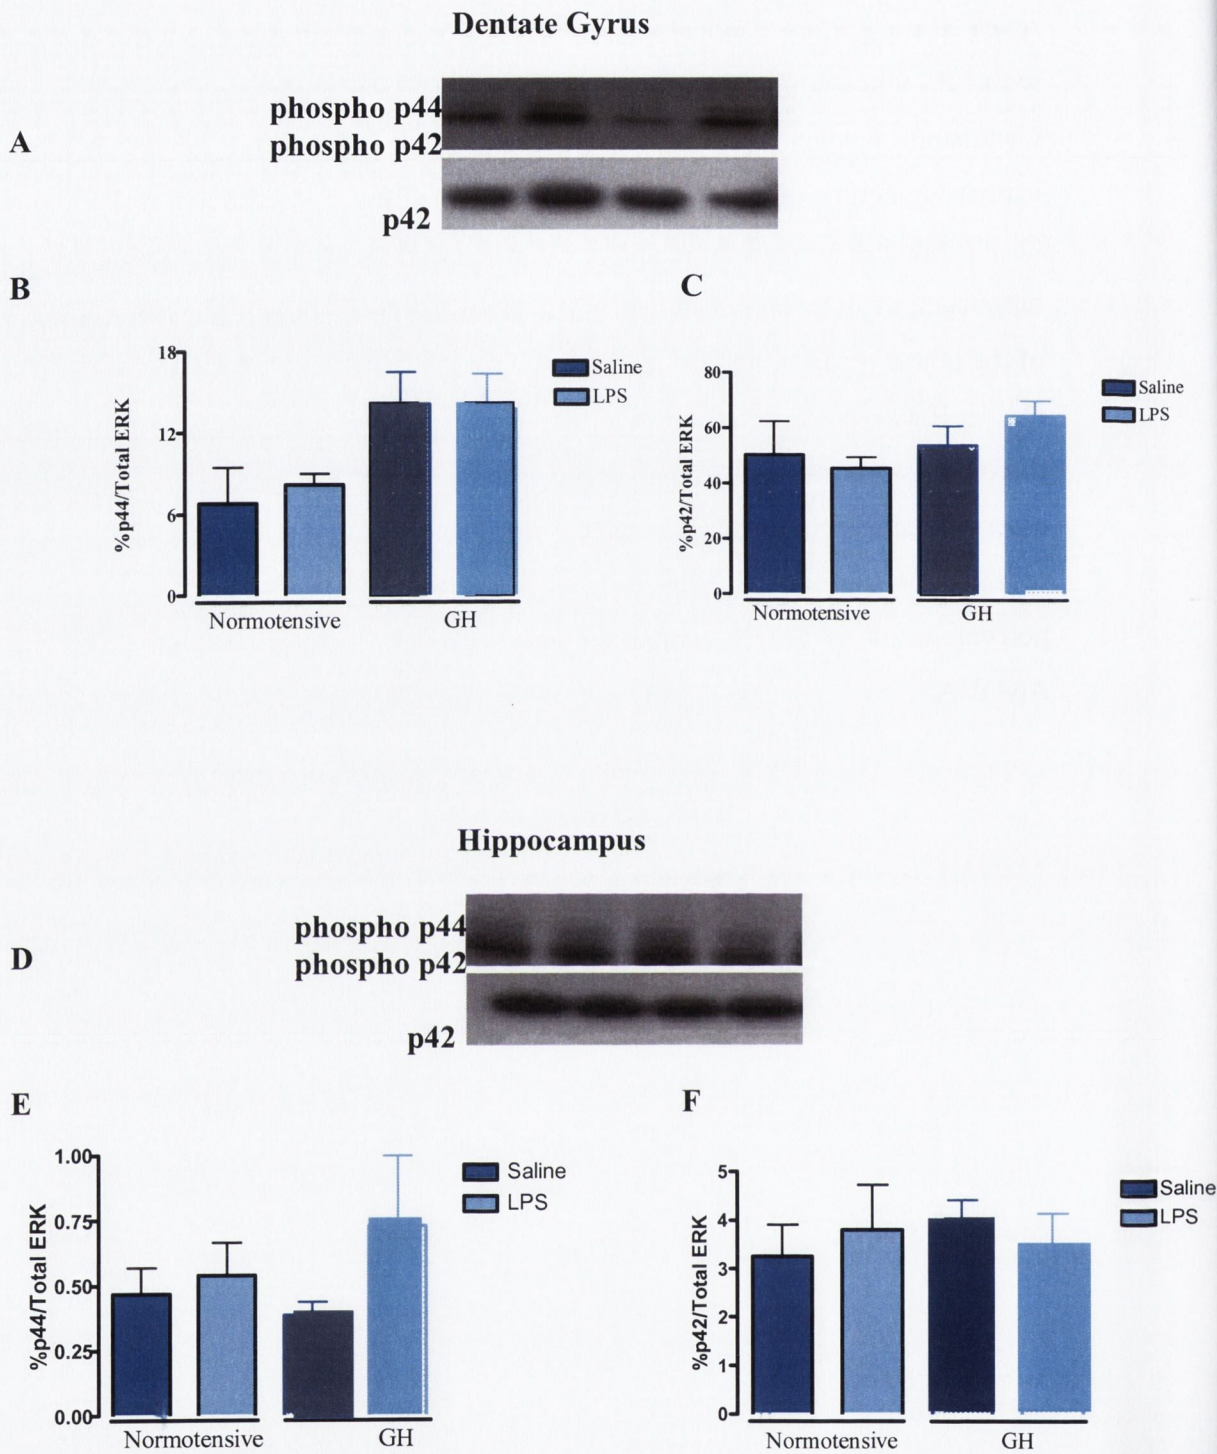 Dentate Gyrus
A
phospho p44
phospho p42
p42
B
C
%p44/Total ERK
18
12
6
0
Normotensive
GH
Saline
LPS
%p42/Total ERK
80
60
40
20
0
Normotensive
GH
Saline
LPS
Hippocampus
D
phospho p44
phospho p42
p42
E
F
%p44/Total ERK
1.00
0.75
0.50
0.25
0.00
Normotensive
GH
Saline
LPS
%p42/Total ERK
5
4
3
2
1
0
Normotensive
GH
Saline
LPS